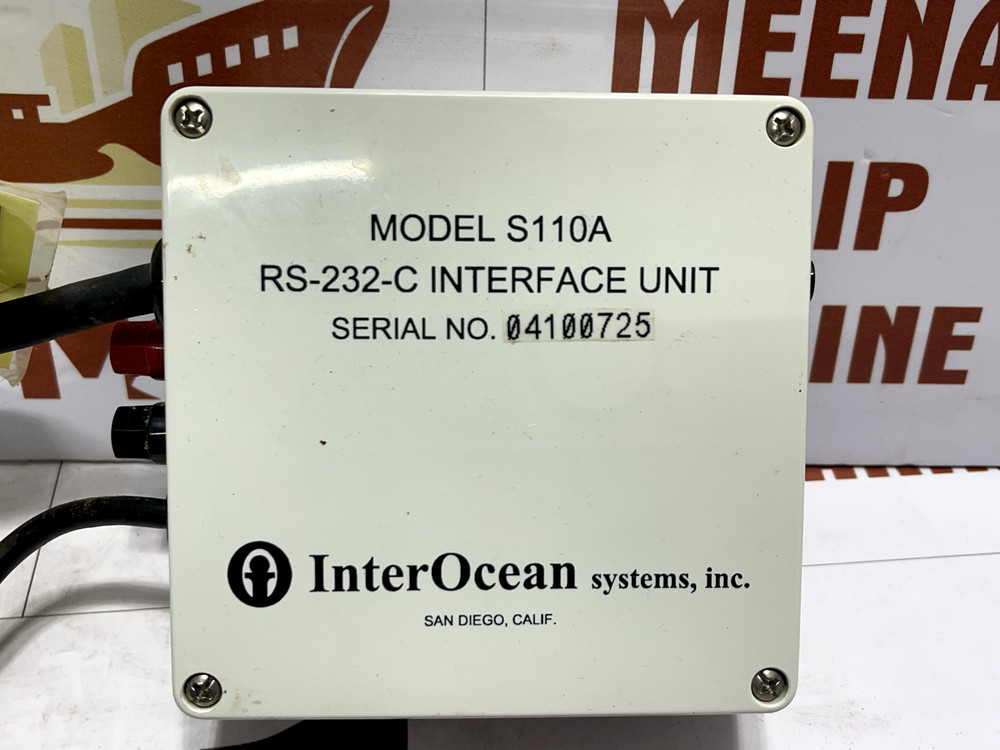 MEENA
IP
INE
MODEL S110A
RS-232-C INTERFACE UNIT
SERIAL NO. 04100725
InterOcean systems, inc.
SAN DIEGO, CALIF.